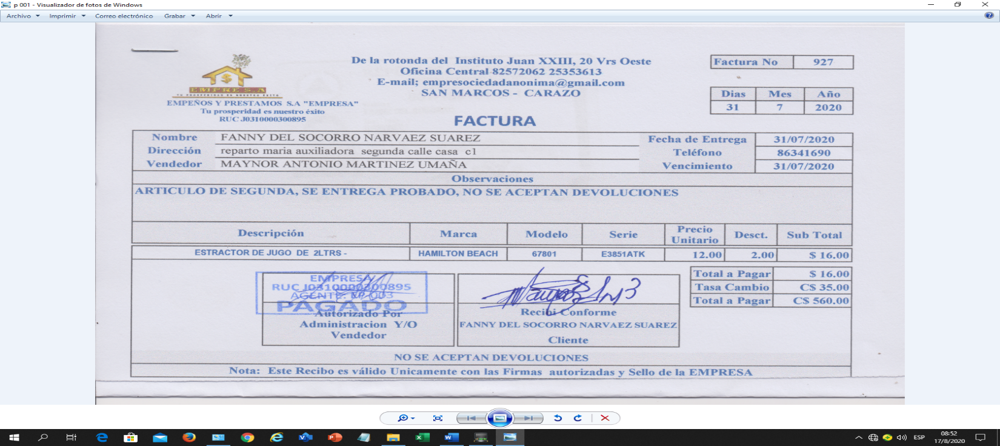 p 001 - Visualizador de fotos de Windows
Archivo Imprimir Correo electrónico Grabar Abrir
De la rotonda del Instituto Juan XXIII, 20 Vrs Oeste
Oficina Central 82572062 25353613
E-mail; empresociedadanonima@gmail.com
SAN MARCOS - CARAZO
Factura No 927
EMPRE S.A
TU PROSPERIDAD ES NUESTRO ÉXITO
EMPEÑOS Y PRESTAMOS S.A "EMPRESA"
Tu prosperidad es nuestro éxito
RUC J0310000300895
Dias Mes Año
31 7 2020
FACTURA
Nombre FANNY DEL SOCORRO NARVAEZ SUAREZ Fecha de Entrega 31/07/2020
Dirección reparto maria auxiliadora segunda calle casa c1 Teléfono 86341690
Vendedor MAYNOR ANTONIO MARTINEZ UMAÑA Vencimiento 31/07/2020
Observaciones
ARTICULO DE SEGUNDA, SE ENTREGA PROBADO, NO SE ACEPTAN DEVOLUCIONES
Descripción Marca Modelo Serie Precio Unitario Desct. Sub Total
ESTRACTOR DE JUGO DE 2LTRS - HAMILTON BEACH 67801 E3851ATK 12.00 2.00 $ 16.00
Total a Pagar $ 16.00
Tasa Cambio C$ 35.00
Total a Pagar C$ 560.00
EMPRESA
RUC J0310000300895
AGENTE: EP 003
PAGADO
Autorizado Por
Administracion Y/O
Vendedor
Recibi Conforme
FANNY DEL SOCORRO NARVAEZ SUAREZ
Cliente
NO SE ACEPTAN DEVOLUCIONES
Nota: Este Recibo es válido Unicamente con las Firmas autorizadas y Sello de la EMPRESA
ESP
08:52
17/8/2020